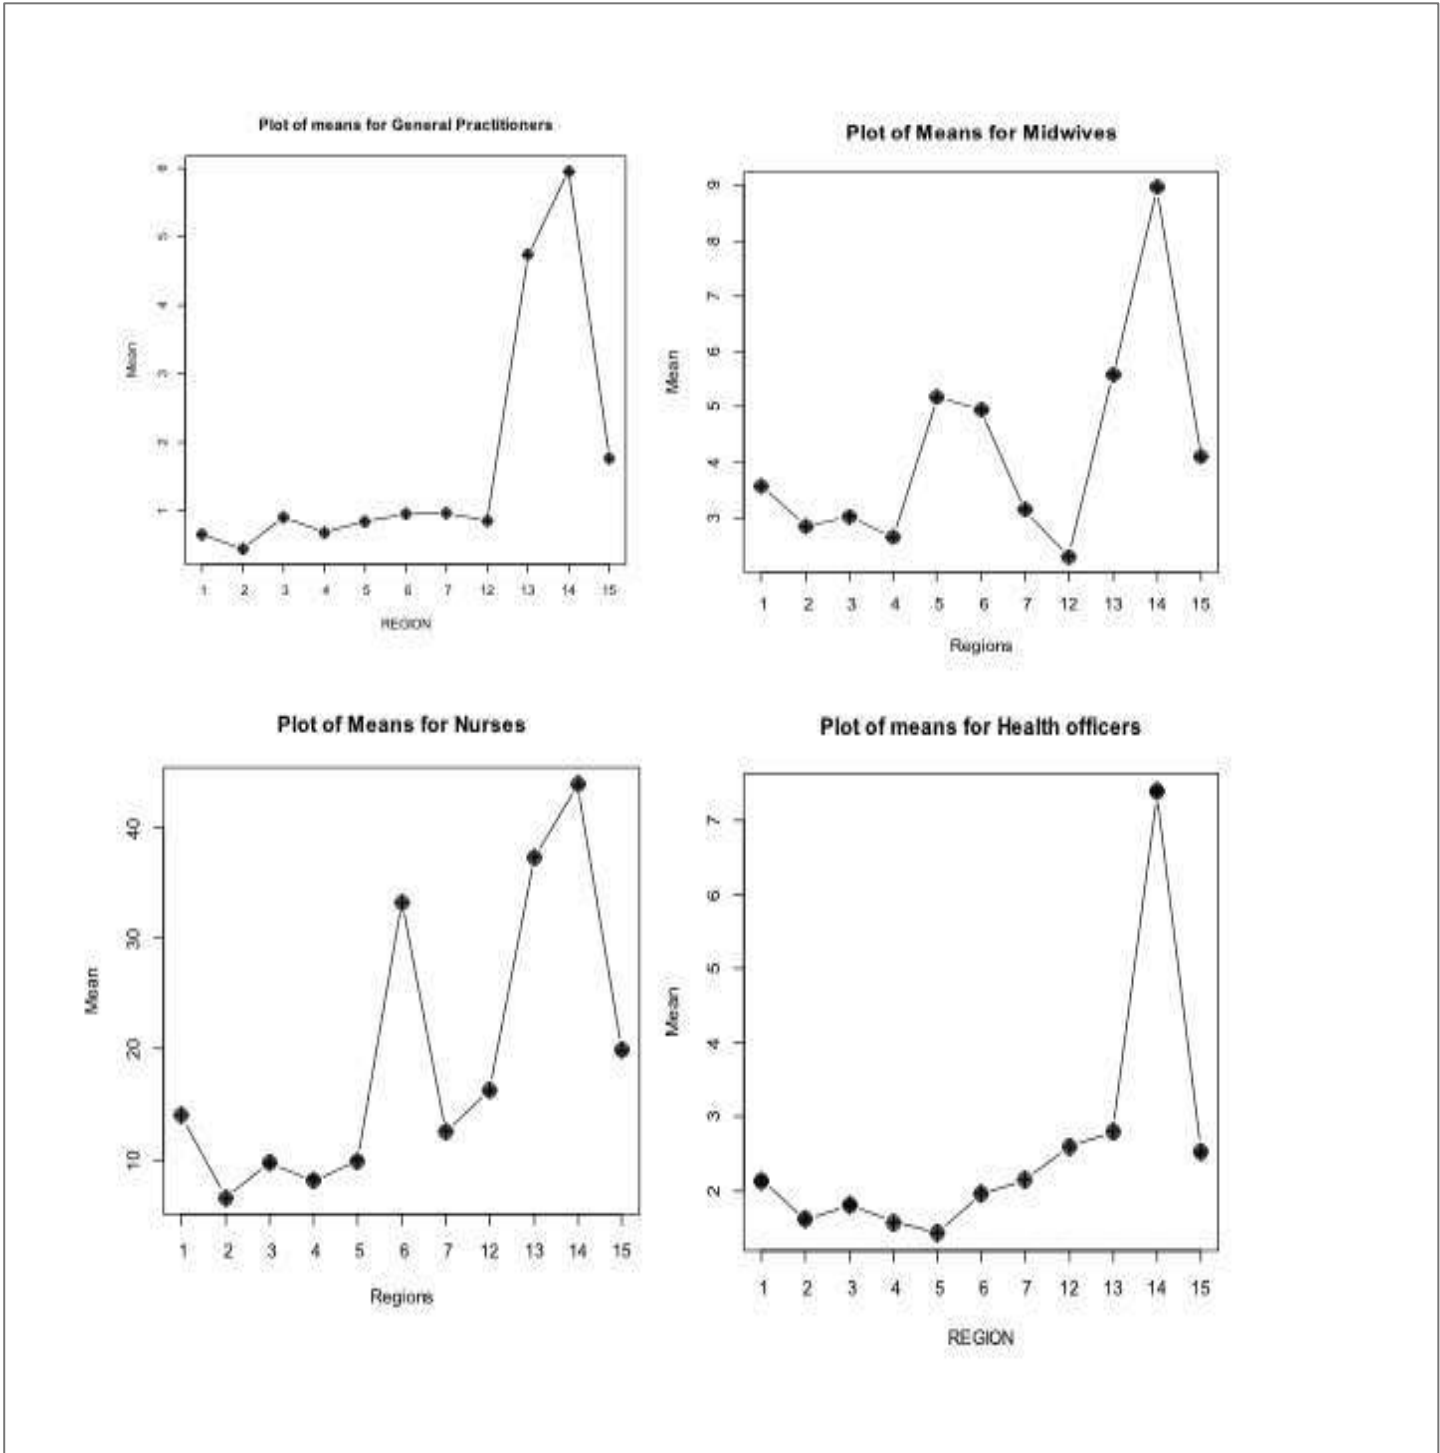 Plot of means for General Practitioners
6
5
4
3
2
1
Mean
1 2 3 4 5 6 7 12 13 14 15
REGION
Plot of Means for Midwives
9
8
7
6
5
4
3
Mean
1 2 3 4 5 6 7 12 13 14 15
Regions
Plot of Means for Nurses
40
30
20
10
Mean
1 2 3 4 5 6 7 12 13 14 15
Regions
Plot of means for Health officers
7
6
5
4
3
2
Mean
1 2 3 4 5 6 7 12 13 14 15
REGION